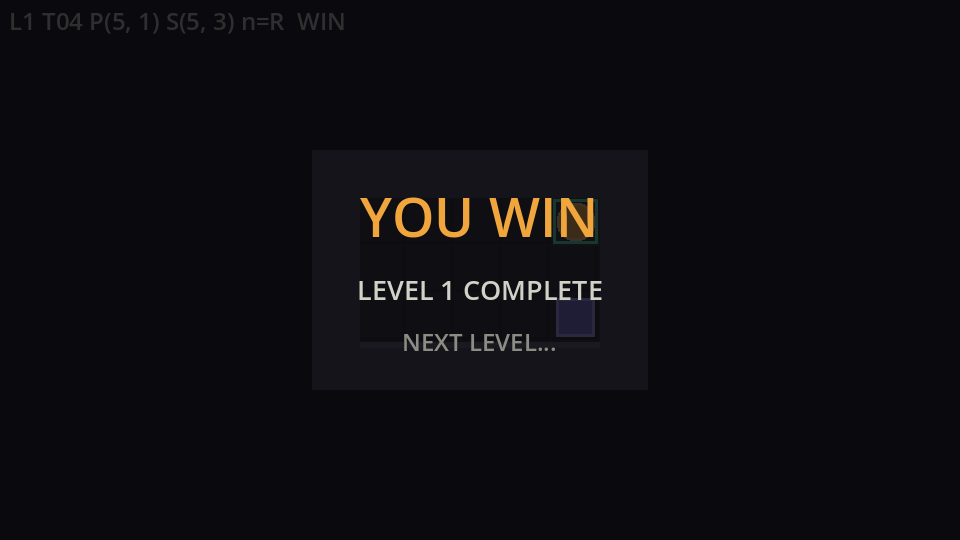 L1 T04 P(5, 1) S(5, 3) n=R  WIN
YOU WIN
LEVEL 1 COMPLETE
NEXT LEVEL...